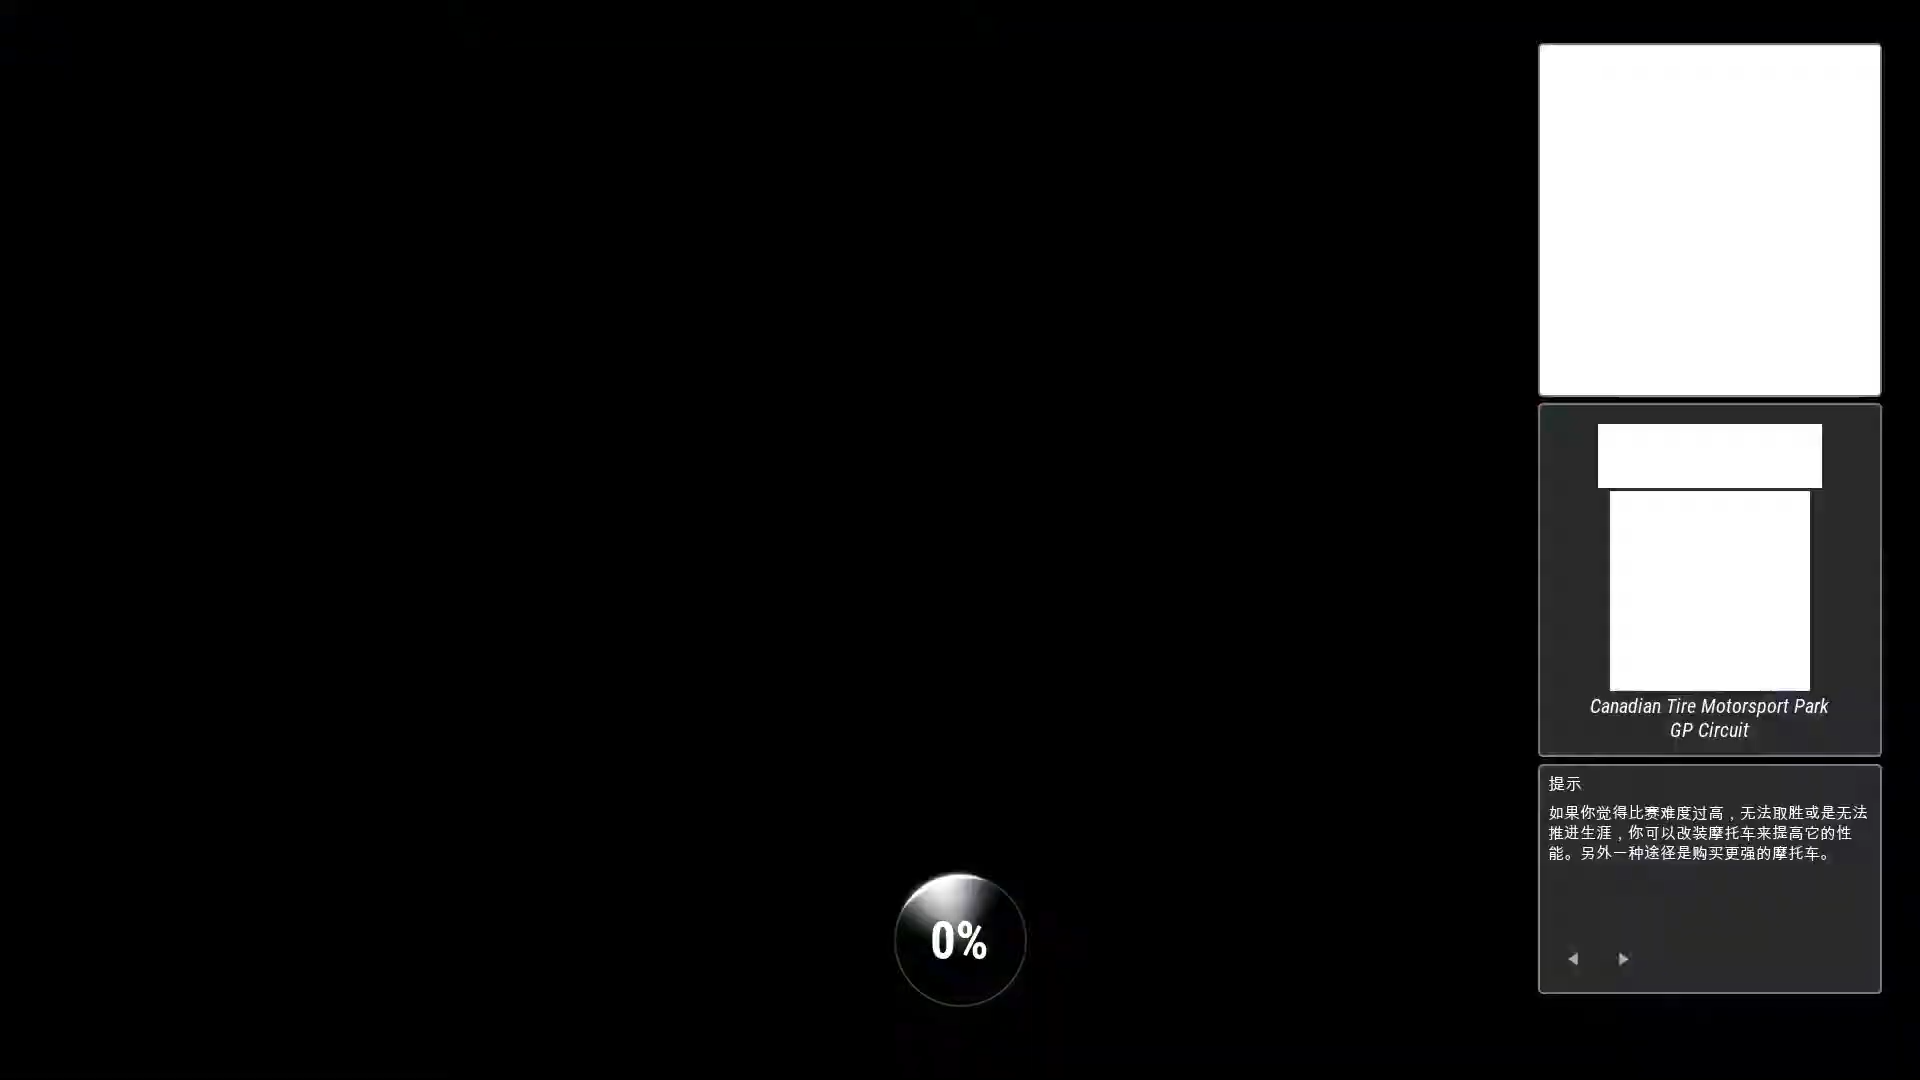 Canadian Tire Motorsport Park
GP Circuit
提示
如果你觉得比赛难度过高，无法取胜或是无法
推进生涯，你可以改装摩托车来提高它的性
能。另外一种途径是购买更强的摩托车。
0%